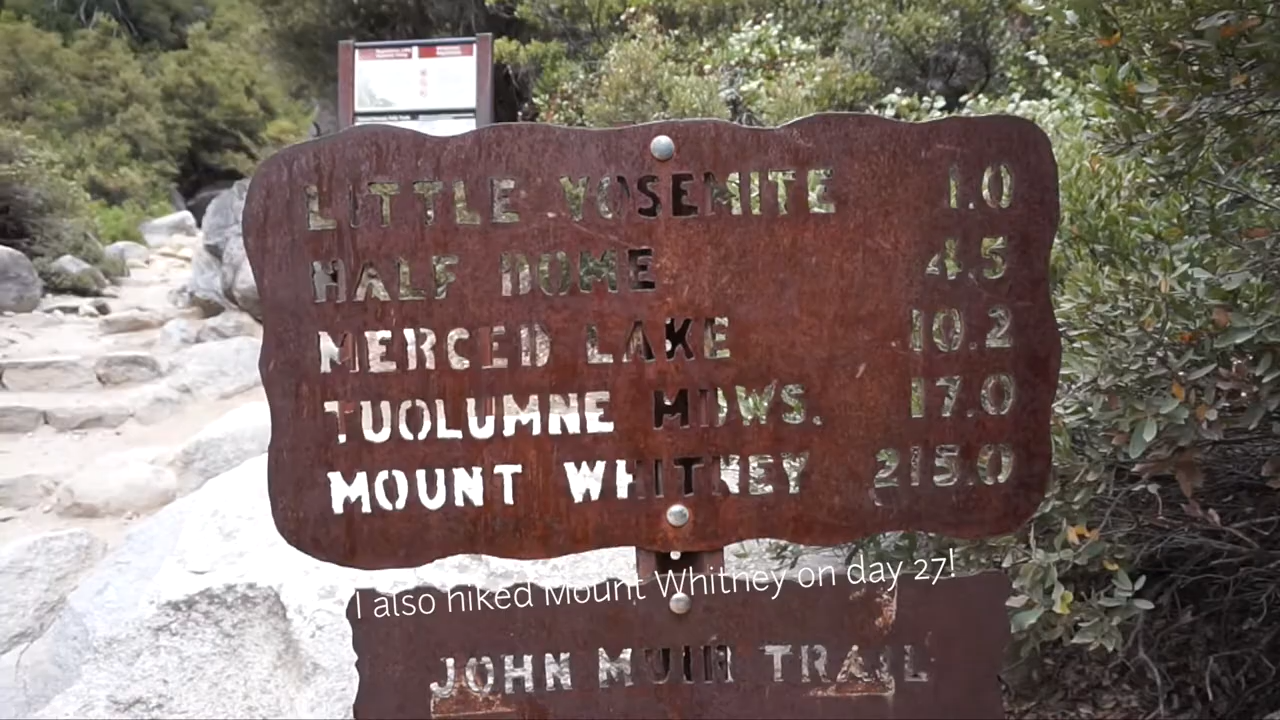 LITTLE YOSEMITE 1.0
HALF DOME 4.5
MERCED LAKE 10.2
TUOLUMNE MDWS. 17.0
MOUNT WHITNEY 215.0
I also hiked Mount Whitney on day 27!
JOHN MUIR TRAIL